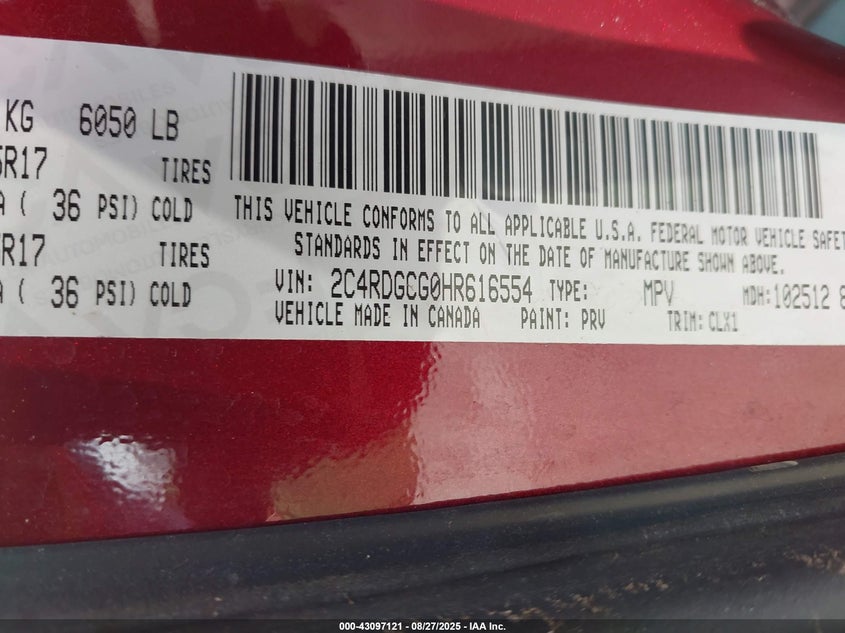 KG 6050 LB
5R17 TIRES
A ( 36 PSI) COLD
R17 TIRES
A ( 36 PSI) COLD
THIS VEHICLE CONFORMS TO ALL APPLICABLE U.S.A. FEDERAL MOTOR VEHICLE SAFET
STANDARDS IN EFFECT ON THE DATE OF MANUFACTURE SHOWN ABOVE.
VIN: 2C4RDGCG0HR616554 TYPE: MPV MDH: 102512 8
VEHICLE MADE IN CANADA PAINT: PRV TRIM: CLX1
000-43097121 - 08/27/2025 - IAA Inc.